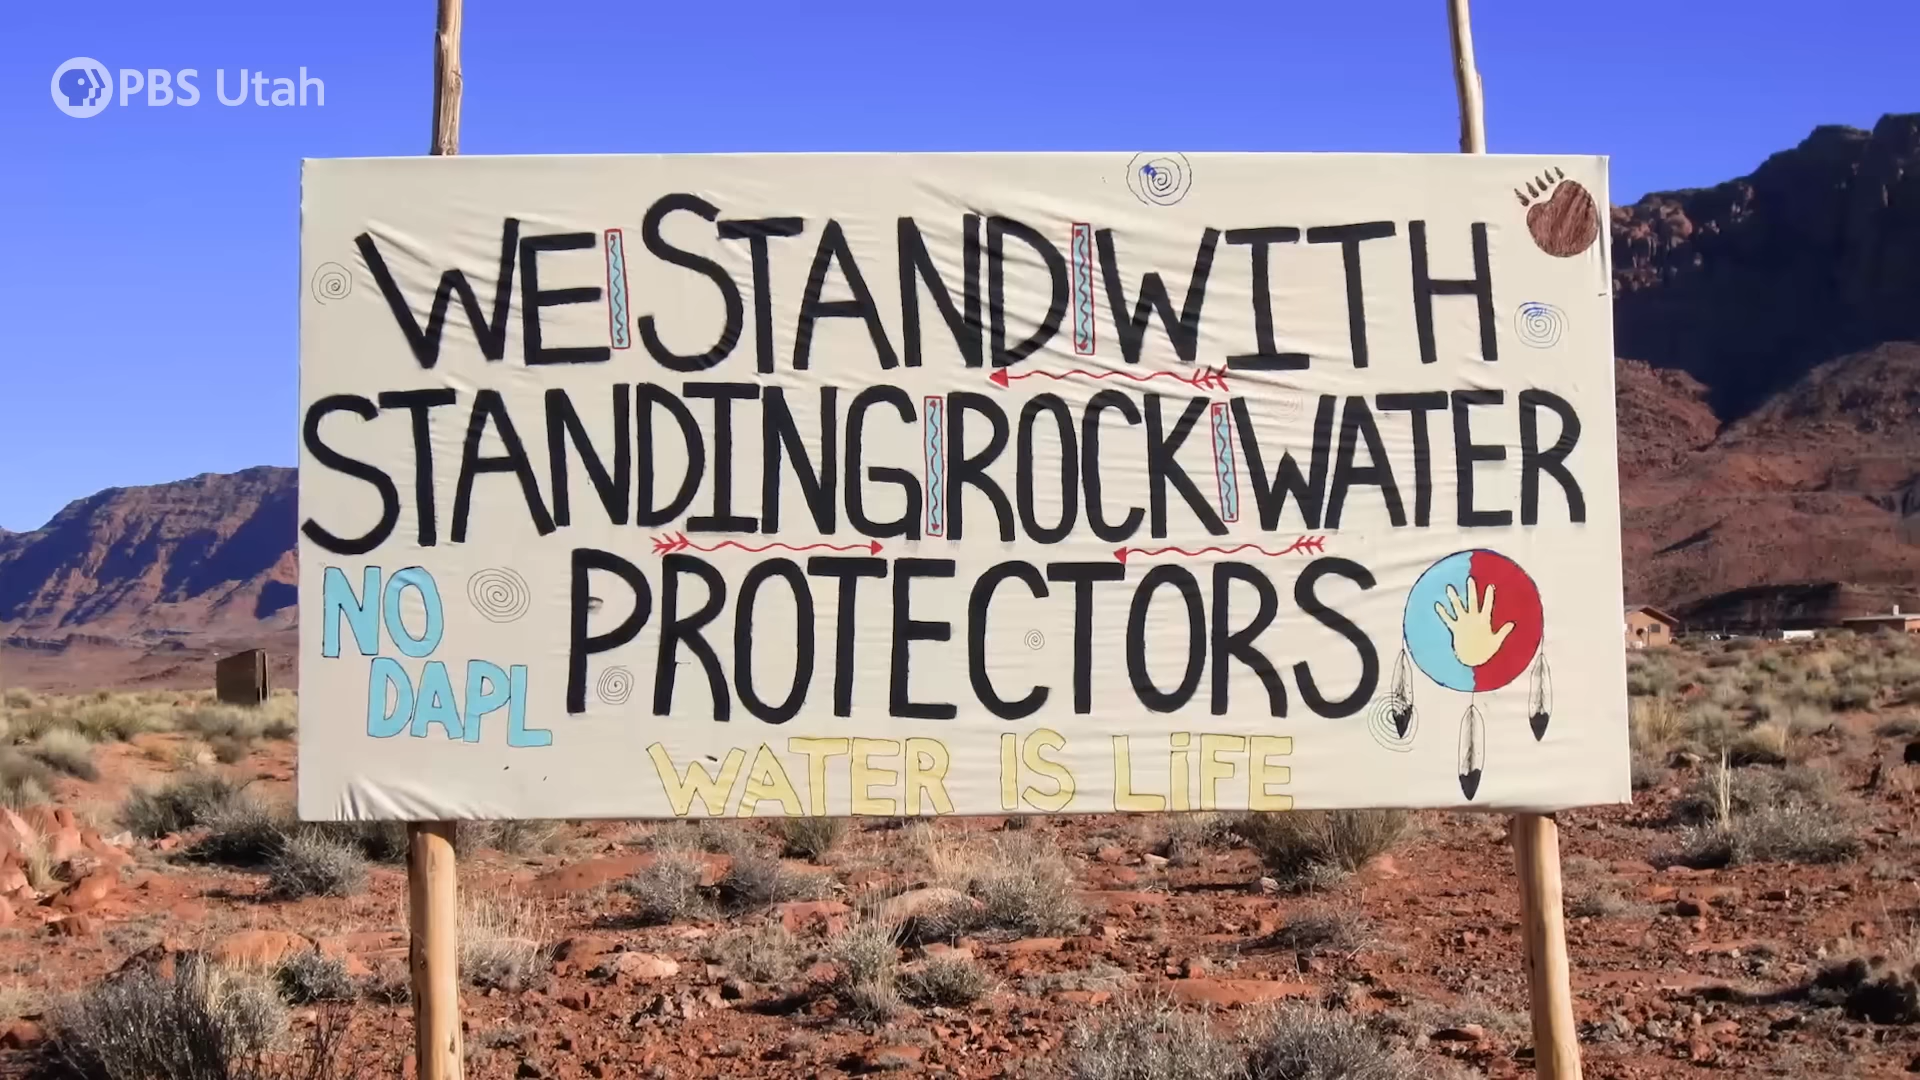 PBS Utah
WE STAND WITH
STANDING ROCK WATER
PROTECTORS
NO
DAPL
WATER IS LiFE